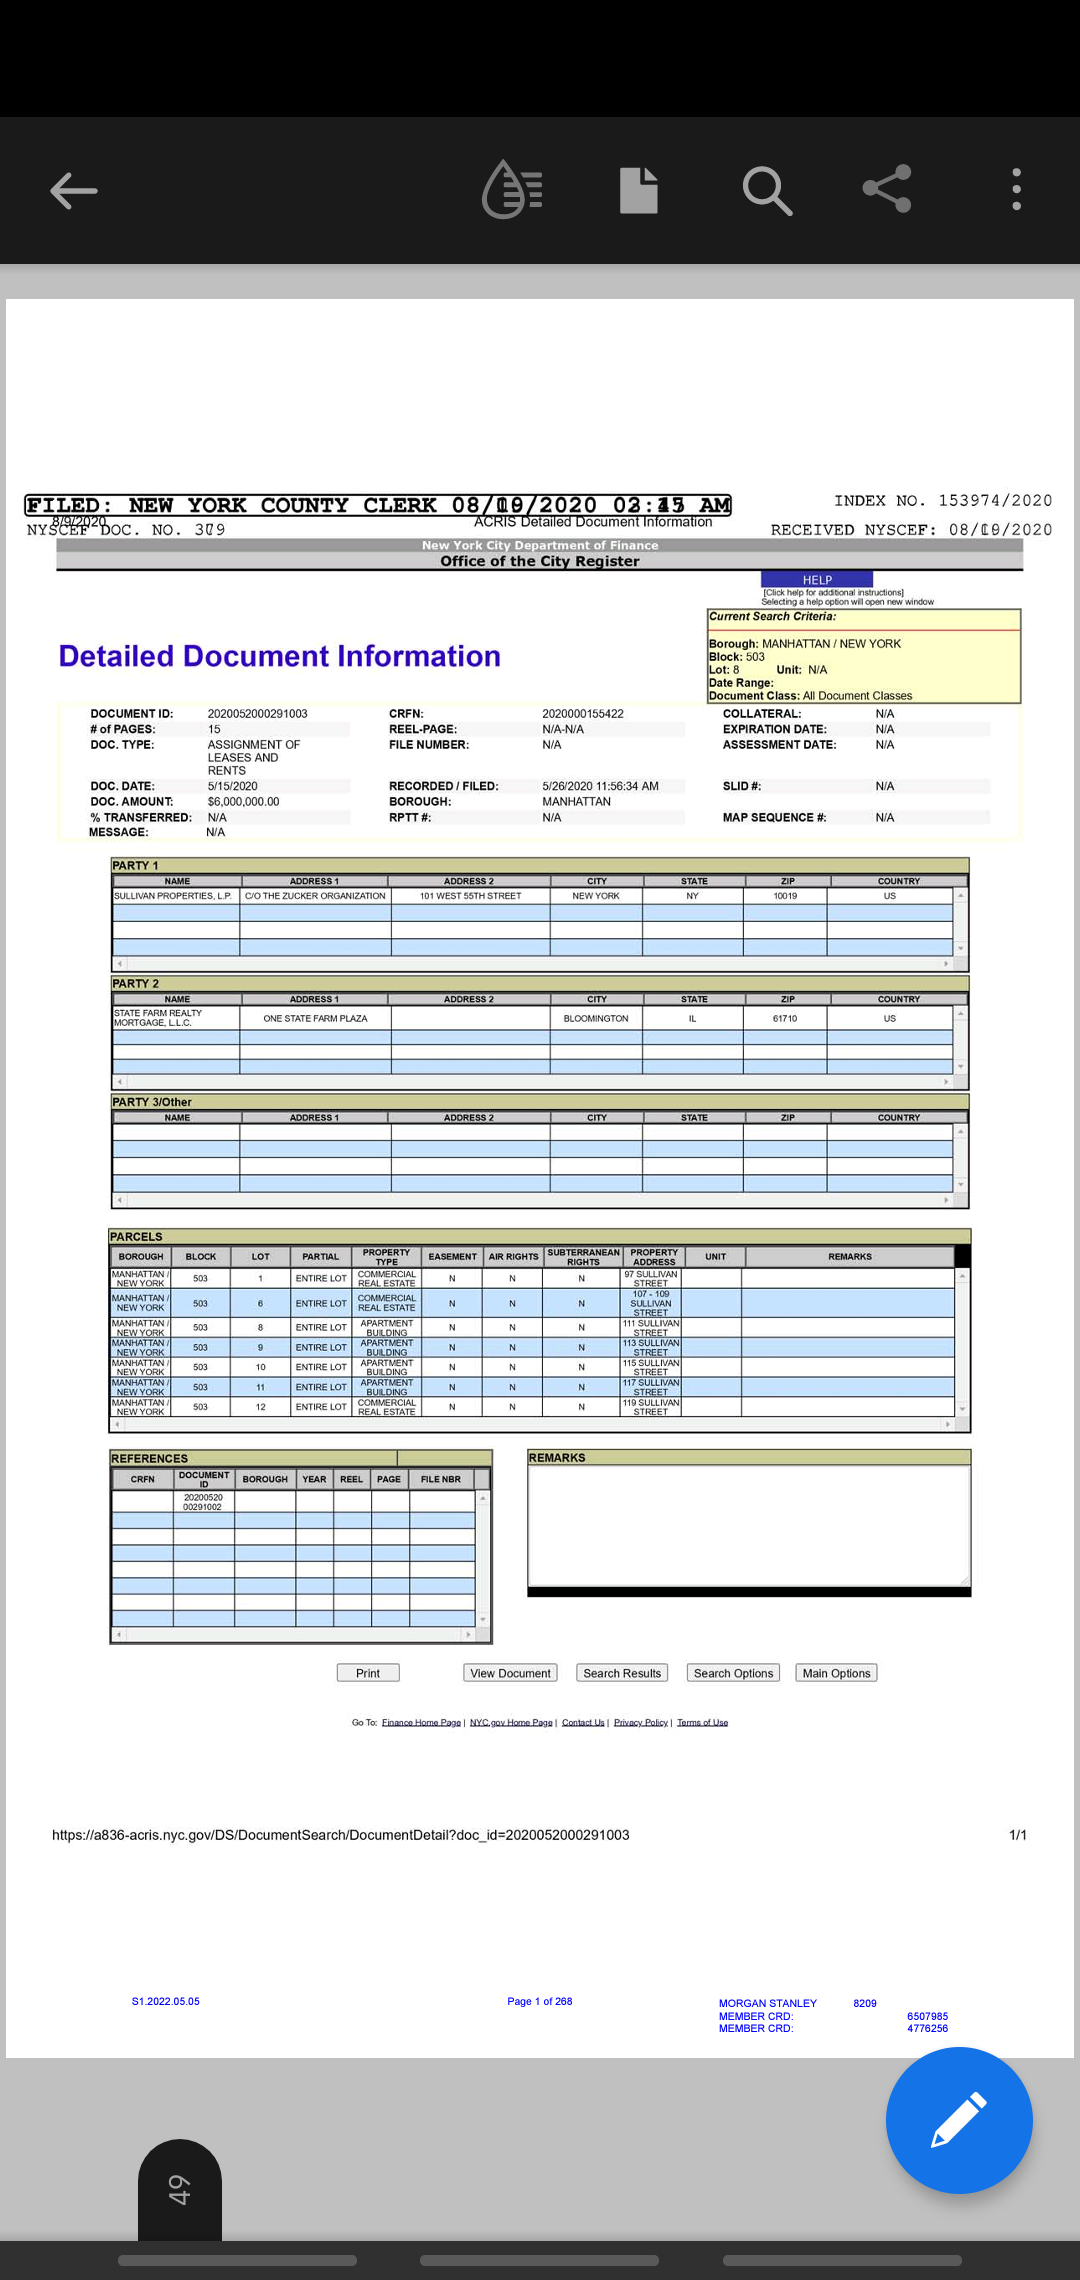 FILED: NEW YORK COUNTY CLERK
AM
INDEX NO. 153974/2020
8/9/2020
ACRIS Detailed Document Information
NYSCEF DOC. NO.
RECEIVED NYSCEF:
New York City Department of Finance
Office of the City Register
HELP
[Click help for additional instructions]
Selecting a help option will open new window
Current Search Criteria:
Borough: MANHATTAN / NEW YORK
Block: 503
Lot: 8 Unit: N/A
Date Range:
Document Class: All Document Classes
Detailed Document Information
DOCUMENT ID: 2020052000291003 CRFN: 2020000155422 COLLATERAL: N/A
# of PAGES: 15 REEL-PAGE: N/A-N/A EXPIRATION DATE: N/A
DOC. TYPE: ASSIGNMENT OF LEASES AND RENTS FILE NUMBER: N/A ASSESSMENT DATE: N/A
DOC. DATE: 5/15/2020 RECORDED / FILED: 5/26/2020 11:56:34 AM SLID #: N/A
DOC. AMOUNT: $6,000,000.00 BOROUGH: MANHATTAN
% TRANSFERRED: N/A RPTT #: N/A MAP SEQUENCE #: N/A
MESSAGE: N/A
PARTY 1
NAME ADDRESS 1 ADDRESS 2 CITY STATE ZIP COUNTRY
SULLIVAN PROPERTIES, L.P. C/O THE ZUCKER ORGANIZATION 101 WEST 55TH STREET NEW YORK NY 10019 US
PARTY 2
NAME ADDRESS 1 ADDRESS 2 CITY STATE ZIP COUNTRY
STATE FARM REALTY MORTGAGE, L.L.C. ONE STATE FARM PLAZA BLOOMINGTON IL 61710 US
PARTY 3/Other
NAME ADDRESS 1 ADDRESS 2 CITY STATE ZIP COUNTRY
PARCELS
BOROUGH BLOCK LOT PARTIAL PROPERTY TYPE EASEMENT AIR RIGHTS SUBTERRANEAN RIGHTS PROPERTY ADDRESS UNIT REMARKS
MANHATTAN / NEW YORK 503 1 ENTIRE LOT COMMERCIAL REAL ESTATE N N N 97 SULLIVAN STREET
MANHATTAN / NEW YORK 503 6 ENTIRE LOT COMMERCIAL REAL ESTATE N N N 107 - 109 SULLIVAN STREET
MANHATTAN / NEW YORK 503 8 ENTIRE LOT APARTMENT BUILDING N N N 111 SULLIVAN STREET
MANHATTAN / NEW YORK 503 9 ENTIRE LOT APARTMENT BUILDING N N N 113 SULLIVAN STREET
MANHATTAN / NEW YORK 503 10 ENTIRE LOT APARTMENT BUILDING N N N 115 SULLIVAN STREET
MANHATTAN / NEW YORK 503 11 ENTIRE LOT APARTMENT BUILDING N N N 117 SULLIVAN STREET
MANHATTAN / NEW YORK 503 12 ENTIRE LOT COMMERCIAL REAL ESTATE N N N 119 SULLIVAN STREET
REFERENCES
CRFN DOCUMENT ID BOROUGH YEAR REEL PAGE FILE NBR
20200520
00291002
REMARKS
Print View Document Search Results Search Options Main Options
Go To: Finance Home Page | NYC.gov Home Page | Contact Us | Privacy Policy | Terms of Use
https://a836-acris.nyc.gov/DS/DocumentSearch/DocumentDetail?doc_id=2020052000291003 1/1
S1.2022.05.05 Page 1 of 268 MORGAN STANLEY 8209
MEMBER CRD: 6507985
MEMBER CRD: 4776256
49